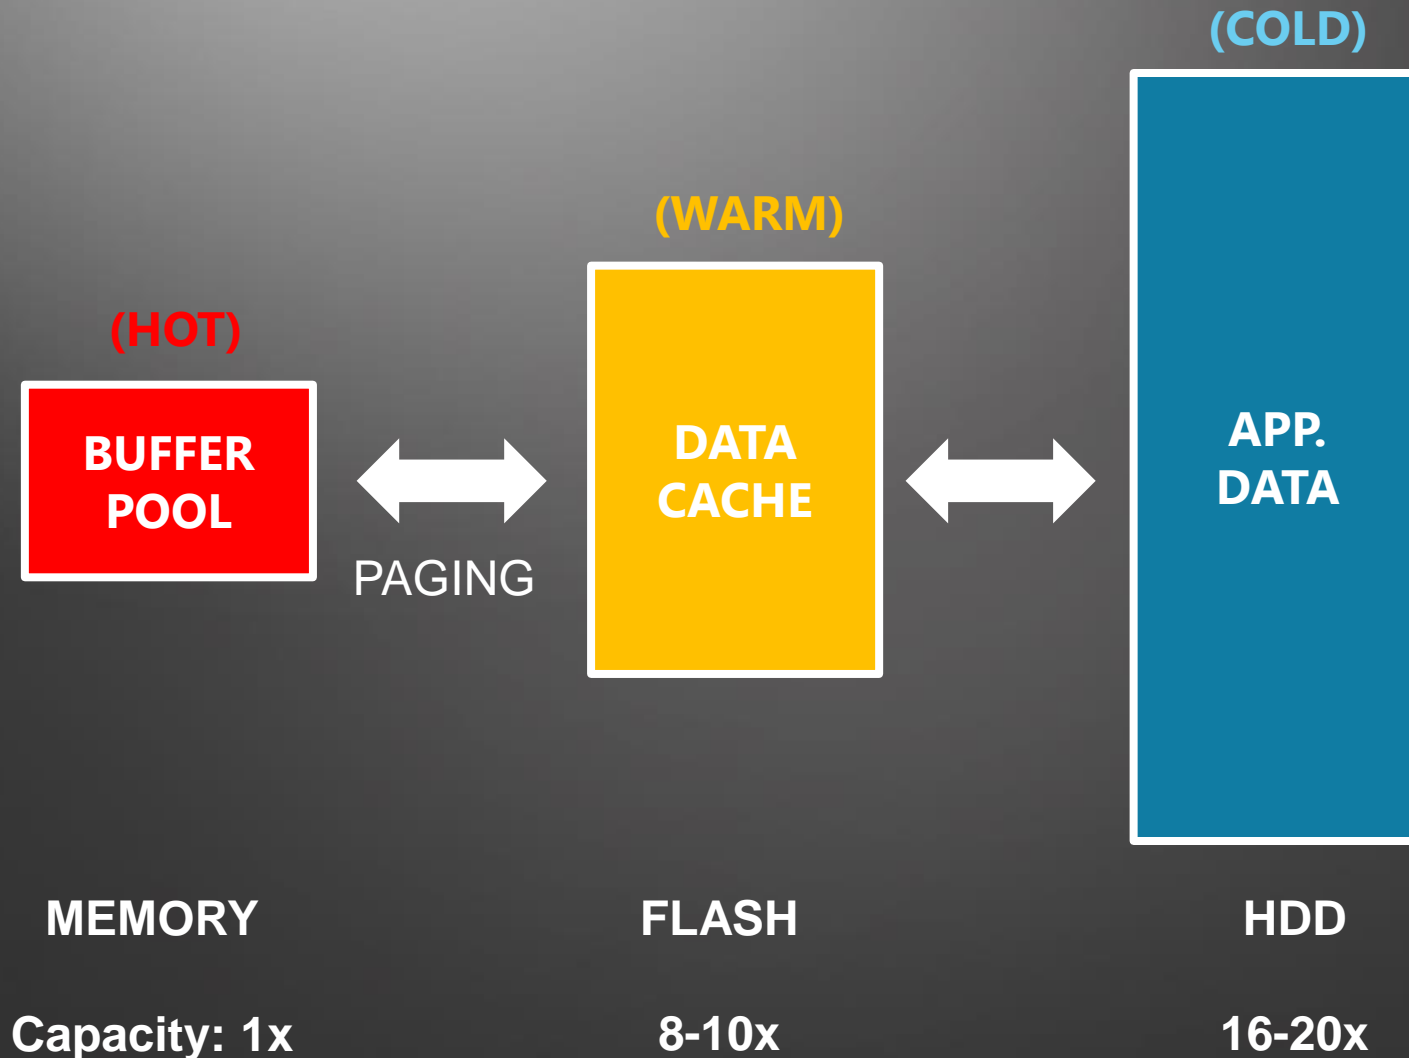 (COLD)
(WARM)
(HOT)
BUFFER
POOL
PAGING
DATA
CACHE
APP.
DATA
MEMORY
FLASH
HDD
Capacity: 1x
8-10x
16-20x